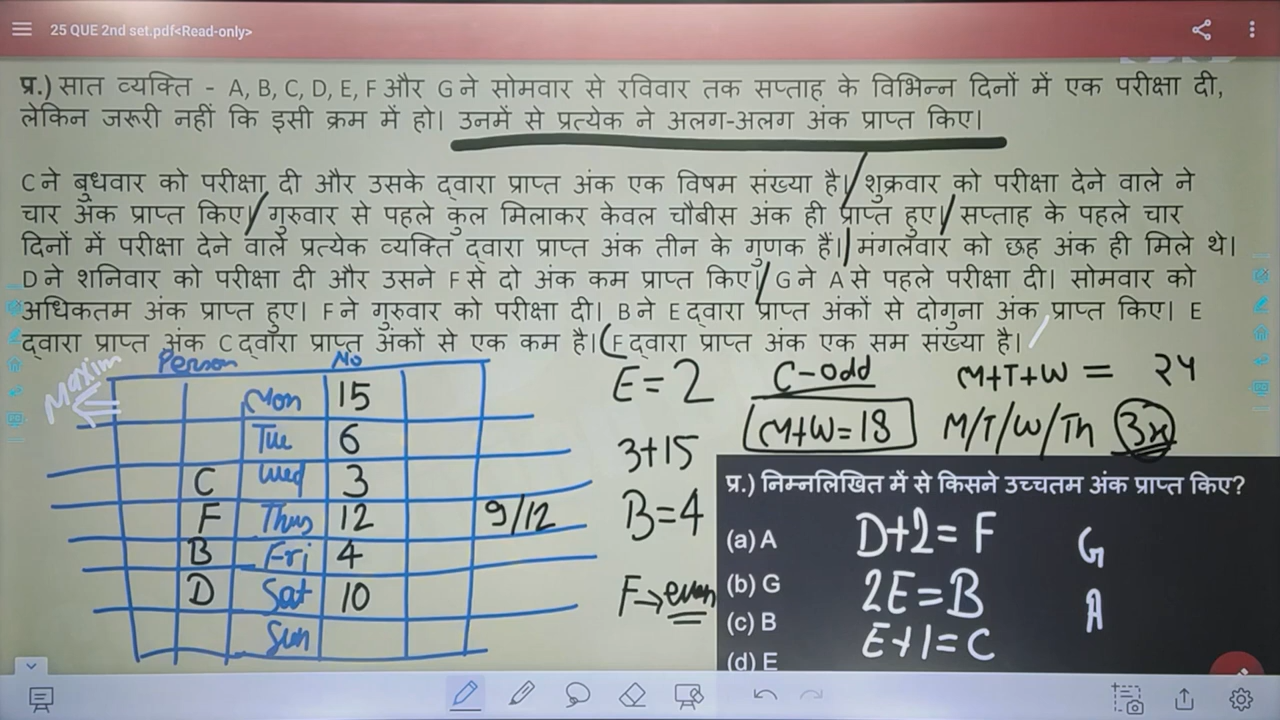 25 QUE 2nd set.pdf<Read-only>
प्र.) सात व्यक्ति - A, B, C, D, E, F और G ने सोमवार से रविवार तक सप्ताह के विभिन्न दिनों में एक परीक्षा दी,
लेकिन जरूरी नहीं कि इसी क्रम में हो। उनमें से प्रत्येक ने अलग-अलग अंक प्राप्त किए।
C ने बुधवार को परीक्षा दी और उसके द्वारा प्राप्त अंक एक विषम संख्या है। शुक्रवार को परीक्षा देने वाले ने
चार अंक प्राप्त किए। गुरुवार से पहले कुल मिलाकर केवल चौबीस अंक ही प्राप्त हुए। सप्ताह के पहले चार
दिनों में परीक्षा देने वाले प्रत्येक व्यक्ति द्वारा प्राप्त अंक तीन के गुणक हैं। मंगलवार को छह अंक ही मिले थे।
D ने शनिवार को परीक्षा दी और उसने F से दो अंक कम प्राप्त किए। G ने A से पहले परीक्षा दी। सोमवार को
अधिकतम अंक प्राप्त हुए। F ने गुरुवार को परीक्षा दी। B ने E द्वारा प्राप्त अंकों से दोगुना अंक प्राप्त किए। E
द्वारा प्राप्त अंक C द्वारा प्राप्त अंकों से एक कम है। F द्वारा प्राप्त अंक एक सम संख्या है।
Maxim
Person No
Mon 15
Tue 6
C Wed 3
F Thus 12 9/12
B Fri 4
D Sat 10
Sun
E = 2
3+15
B = 4
F → even
C - odd
M+W = 18
M+T+W = 24
M/T/W/Th 3x
प्र.) निम्नलिखित में से किसने उच्चतम अंक प्राप्त किए?
(a) A
(b) G
(c) B
(d) E
D+2 = F
2E = B
E+1 = C
G
A